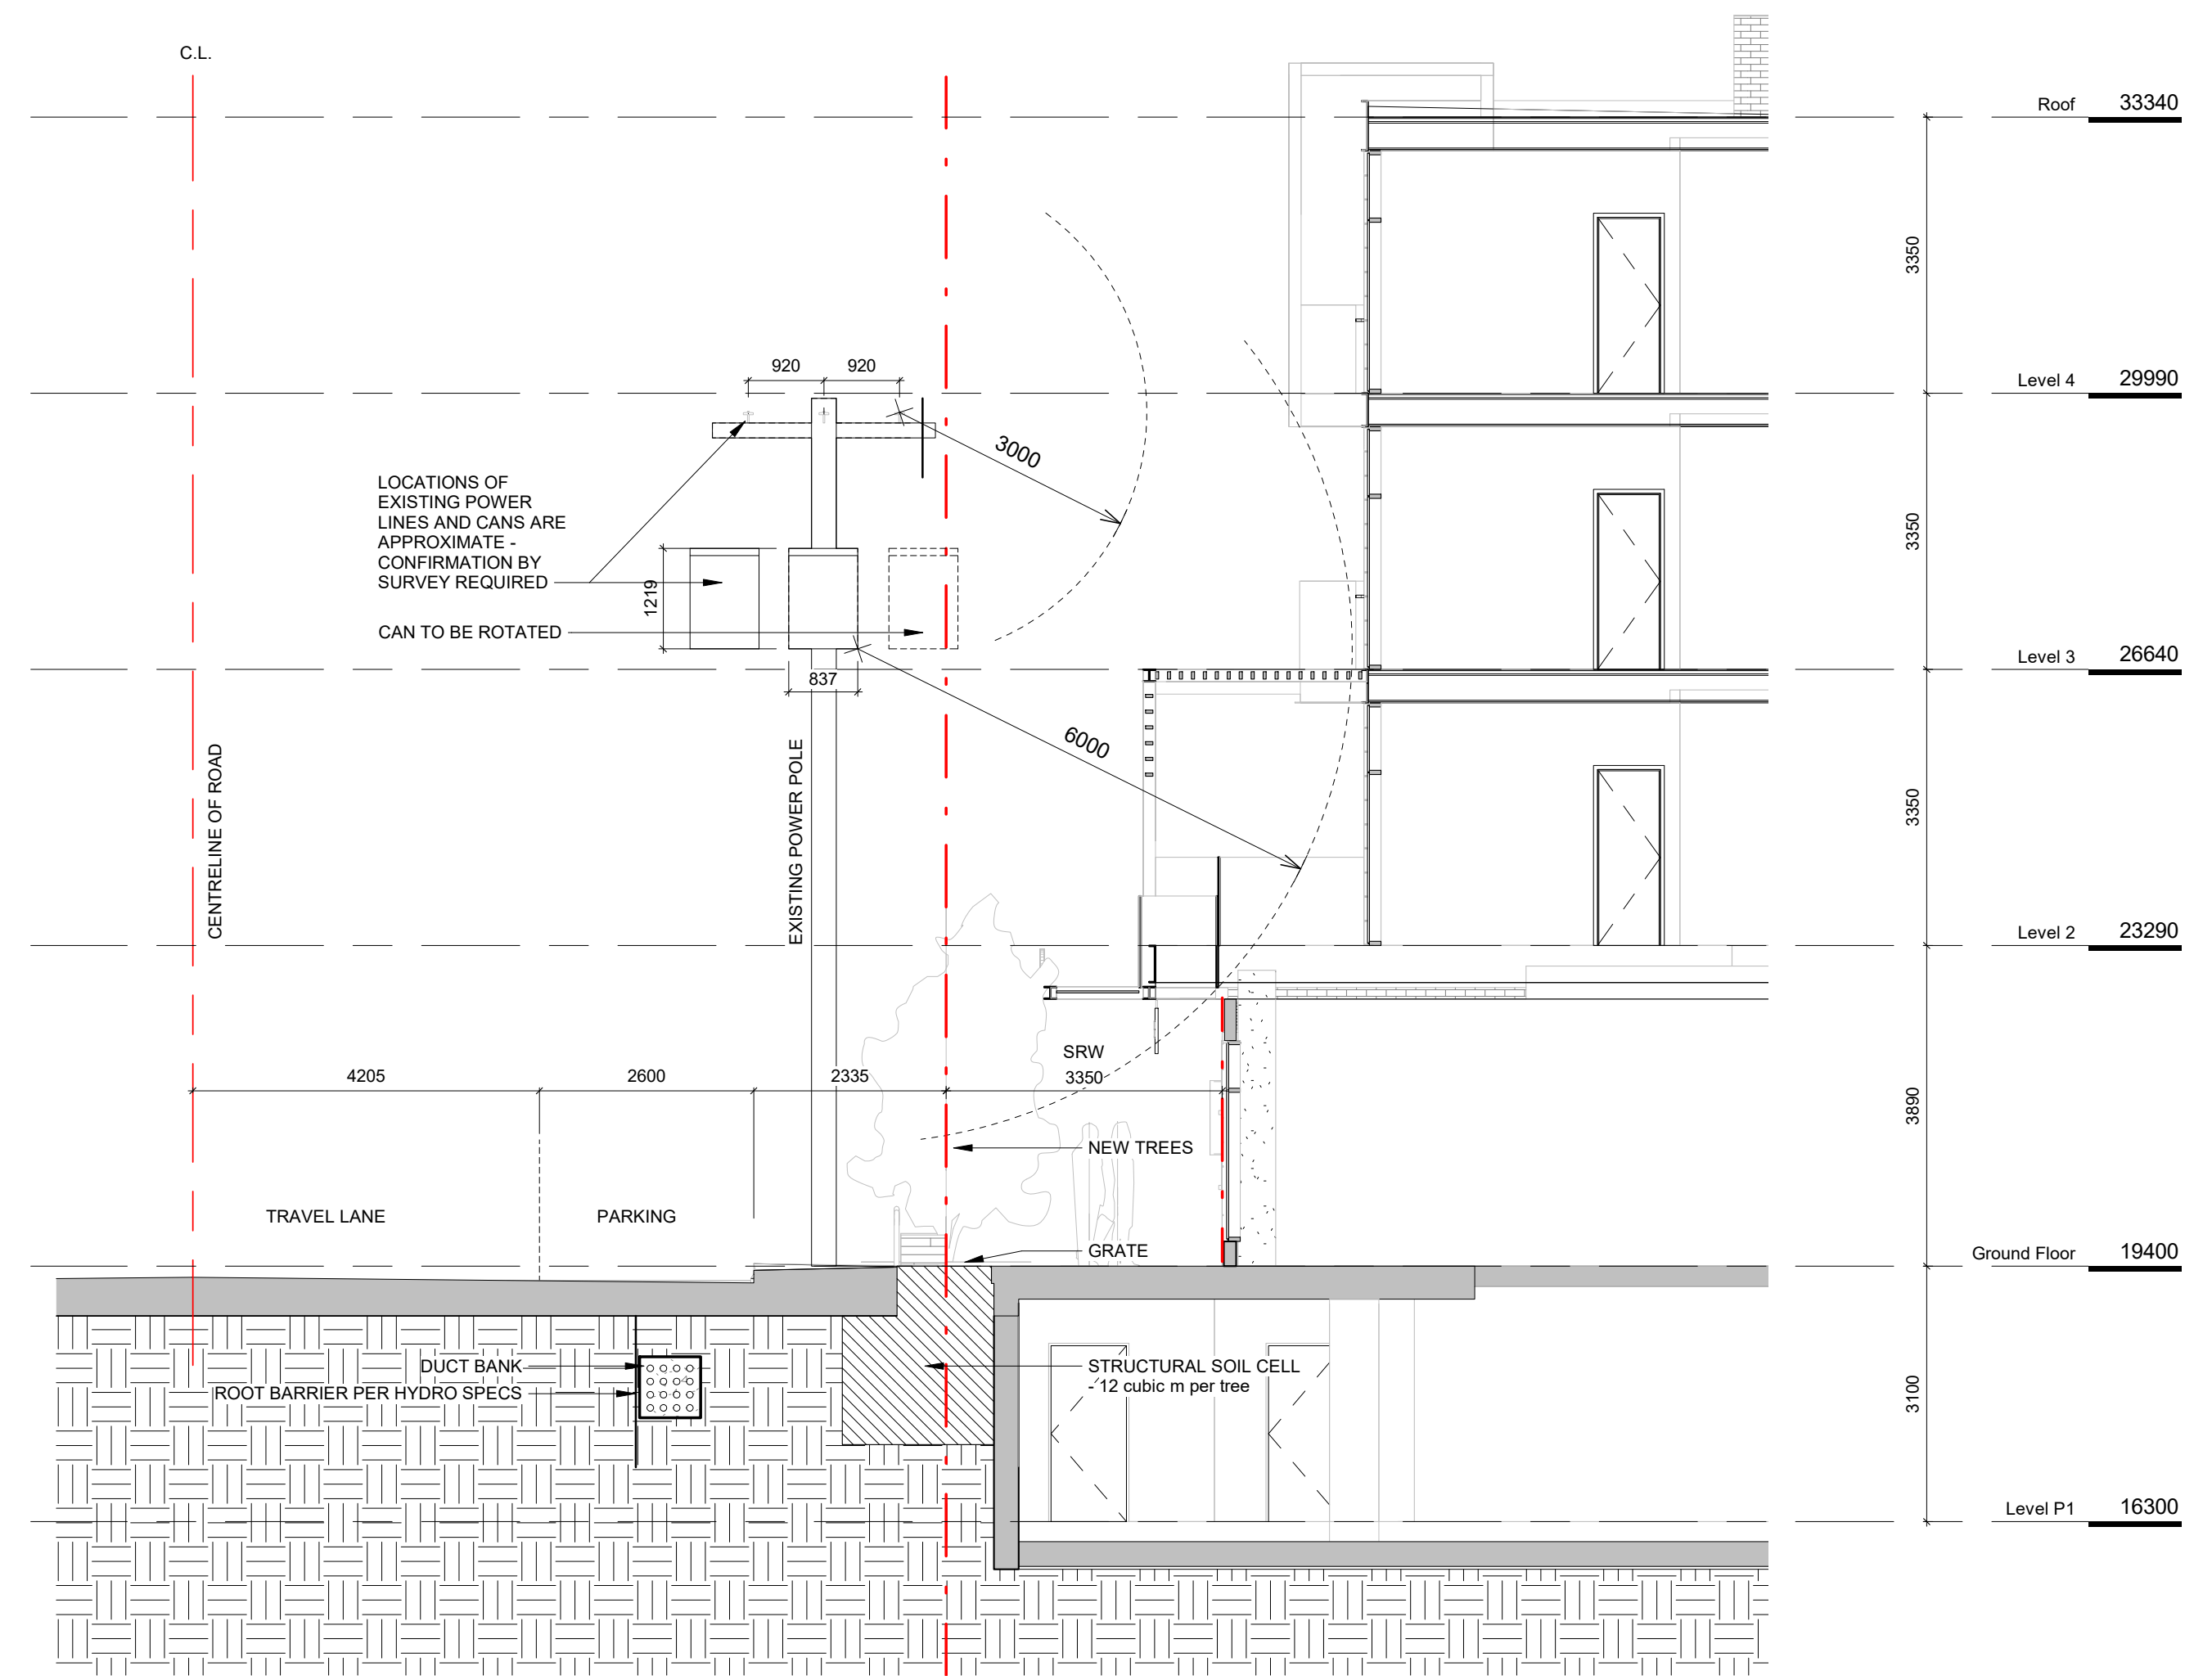 C.L.
Roof 33340
3350
920 920
Level 4 29990
3000
LOCATIONS OF
EXISTING POWER
LINES AND CANS ARE
APPROXIMATE -
CONFIRMATION BY
SURVEY REQUIRED
3350
1219
CAN TO BE ROTATED
Level 3 26640
837
6000
CENTRELINE OF ROAD
EXISTING POWER POLE
3350
Level 2 23290
SRW
4205 2600 2335 3350
3890
NEW TREES
TRAVEL LANE PARKING
GRATE
Ground Floor 19400
DUCT BANK
ROOT BARRIER PER HYDRO SPECS
STRUCTURAL SOIL CELL
- 12 cubic m per tree
3100
Level P1 16300